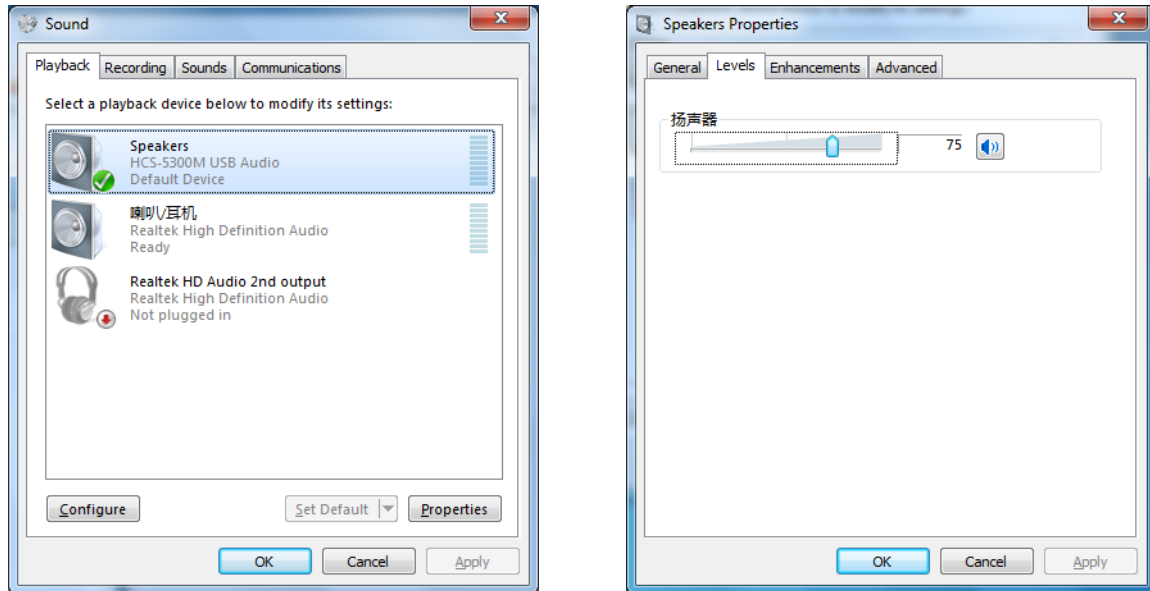 Sound
Playback Recording Sounds Communications
Select a playback device below to modify its settings:
Speakers
HCS-5300M USB Audio
Default Device
喇叭/耳机
Realtek High Definition Audio
Ready
Realtek HD Audio 2nd output
Realtek High Definition Audio
Not plugged in
Configure Set Default Properties
OK Cancel Apply
Speakers Properties
General Levels Enhancements Advanced
扬声器
75
OK Cancel Apply